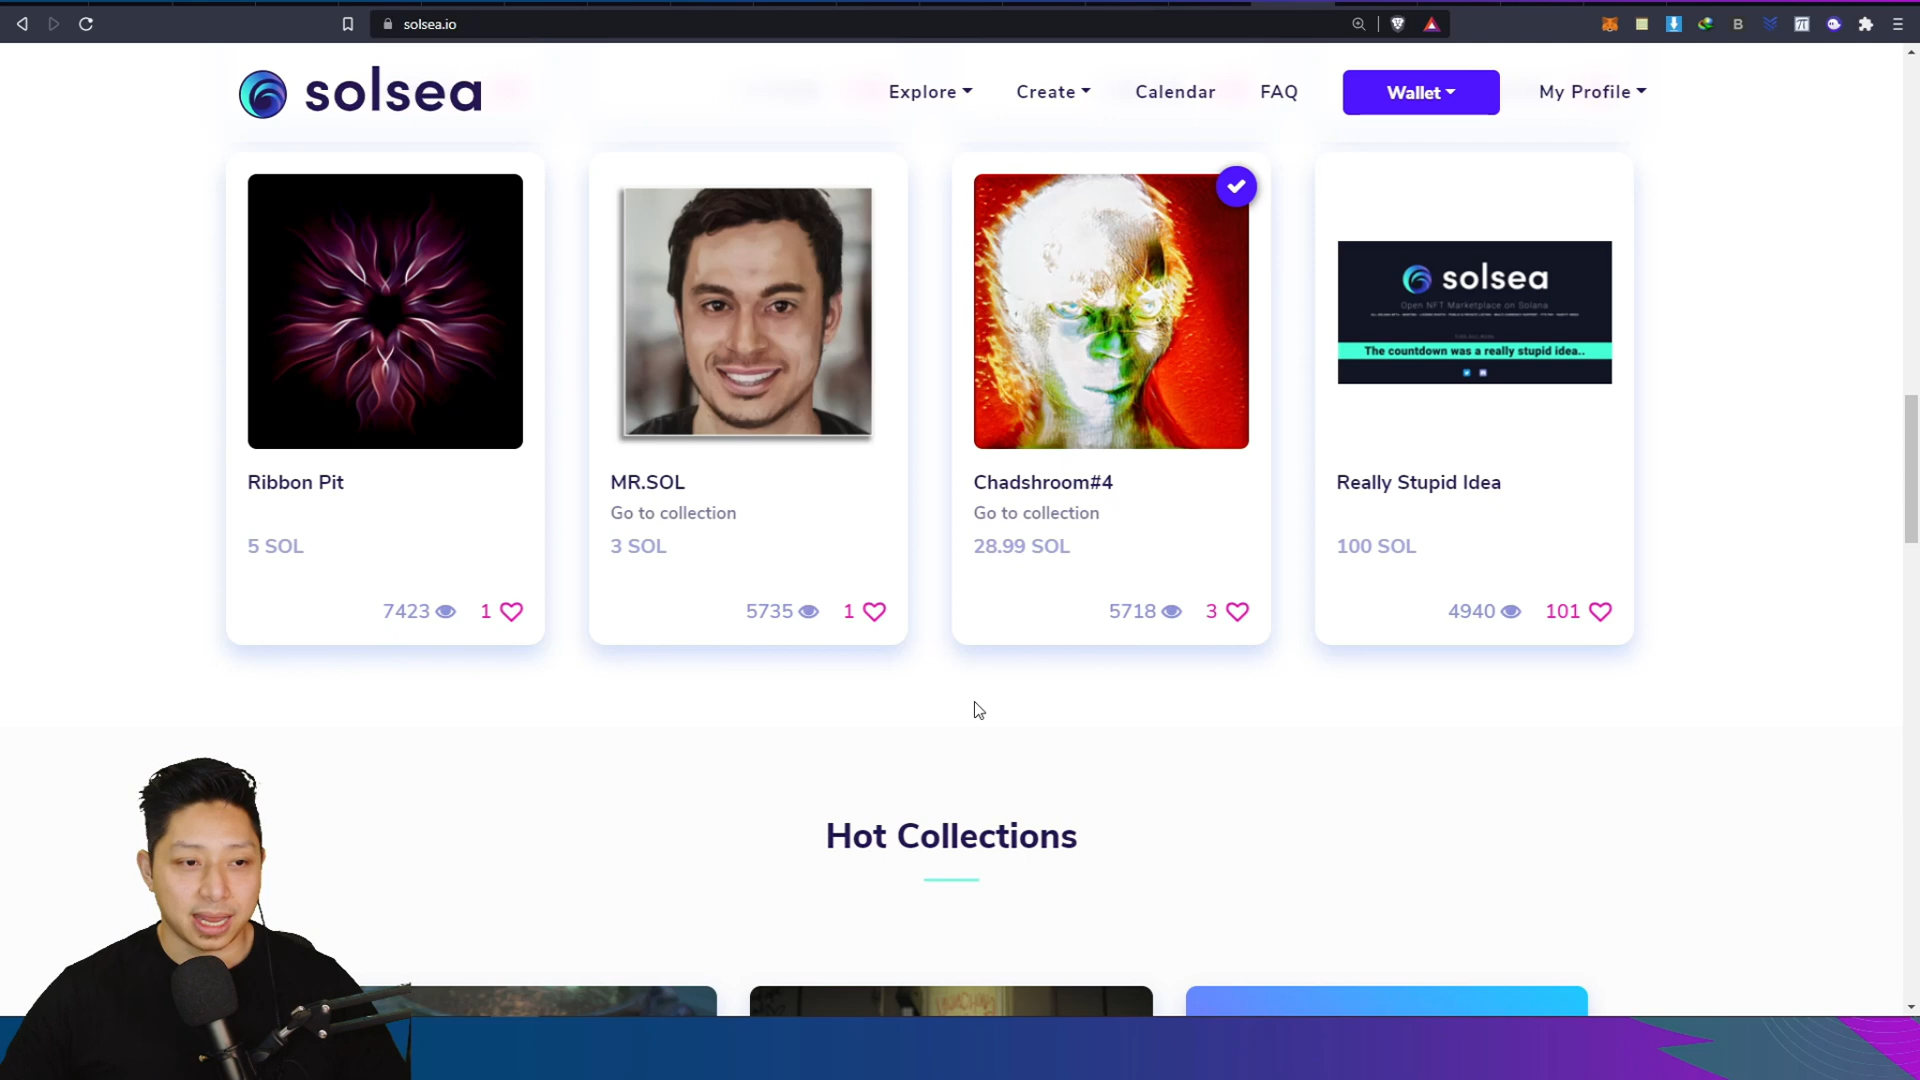 solsea.io
solsea
Explore
Create
Calendar
FAQ
Wallet
My Profile
solsea
Open NFT Marketplace on Solana
The countdown was a really stupid idea..
Ribbon Pit
5 SOL
7423
1
MR.SOL
Go to collection
3 SOL
5735
1
Chadshroom#4
Go to collection
28.99 SOL
5718
3
Really Stupid Idea
100 SOL
4940
101
Hot Collections